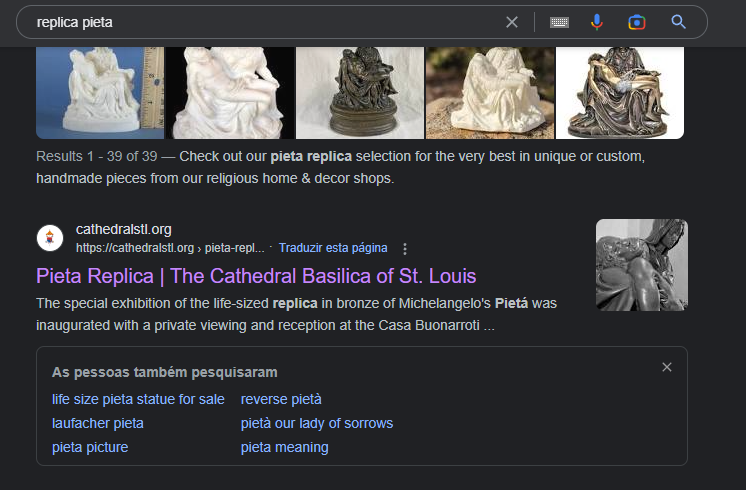 replica pieta
Results 1 - 39 of 39 — Check out our pieta replica selection for the very best in unique or custom,
handmade pieces from our religious home & decor shops.
cathedralstl.org
https://cathedralstl.org › pieta-repl... · Traduzir esta página
Pieta Replica | The Cathedral Basilica of St. Louis
The special exhibition of the life-sized replica in bronze of Michelangelo's Pietá was
inaugurated with a private viewing and reception at the Casa Buonarroti ...
As pessoas também pesquisaram
life size pieta statue for sale reverse pietà
laufacher pieta pietà our lady of sorrows
pieta picture pieta meaning